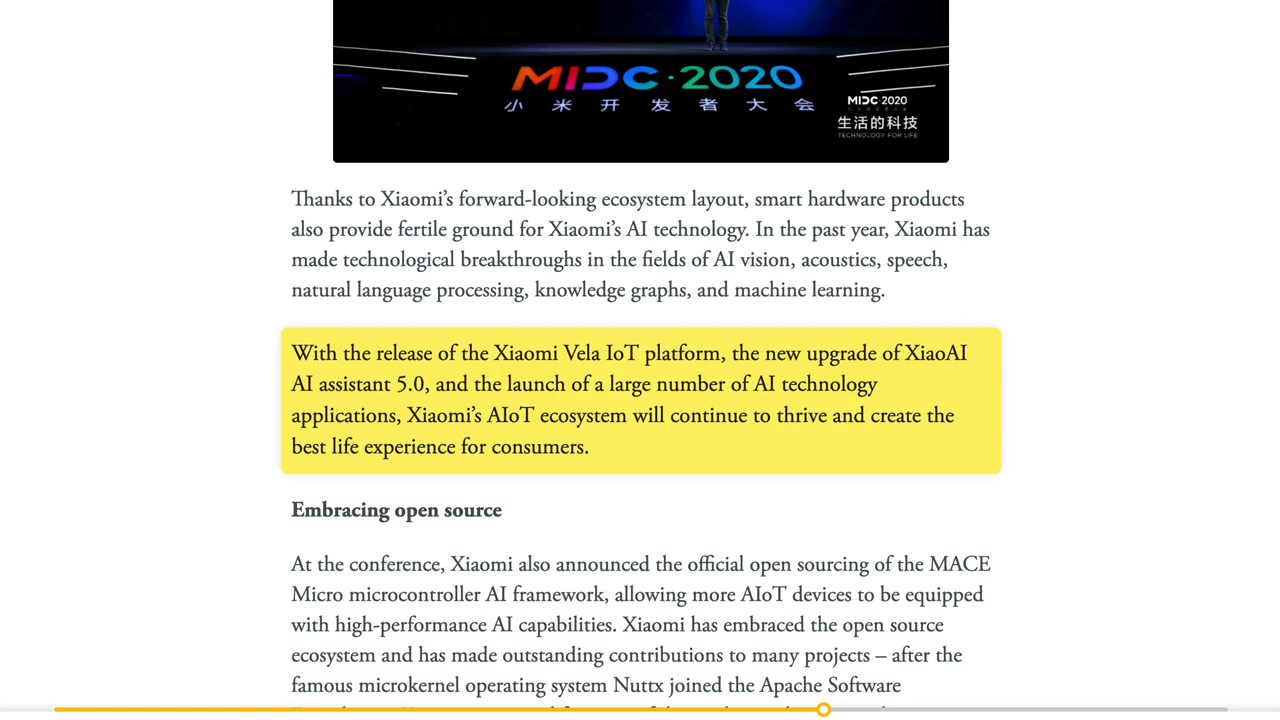 MIDC·2020
小米开发者大会
MIDC·2020
生活的科技
TECHNOLOGY FOR LIFE
Thanks to Xiaomi’s forward-looking ecosystem layout, smart hardware products
also provide fertile ground for Xiaomi’s AI technology. In the past year, Xiaomi has
made technological breakthroughs in the fields of AI vision, acoustics, speech,
natural language processing, knowledge graphs, and machine learning.
With the release of the Xiaomi Vela IoT platform, the new upgrade of XiaoAI
AI assistant 5.0, and the launch of a large number of AI technology
applications, Xiaomi’s AIoT ecosystem will continue to thrive and create the
best life experience for consumers.
Embracing open source
At the conference, Xiaomi also announced the official open sourcing of the MACE
Micro microcontroller AI framework, allowing more AIoT devices to be equipped
with high-performance AI capabilities. Xiaomi has embraced the open source
ecosystem and has made outstanding contributions to many projects – after the
famous microkernel operating system Nuttx joined the Apache Software